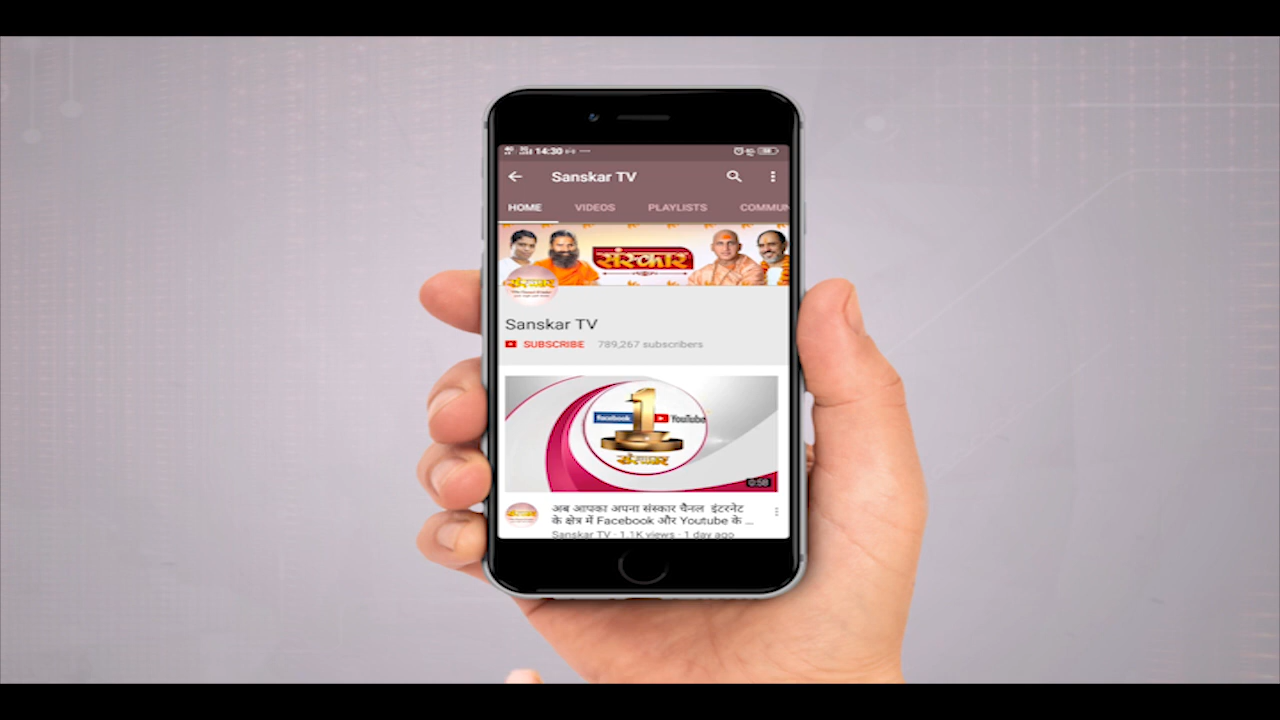 14:30
Sanskar TV
HOME VIDEOS PLAYLISTS COMMUN
संस्कार
संस्कार
Sanskar TV
SUBSCRIBE 789,267 subscribers
1
facebook YouTube
संस्कार
0:58
अब आपका अपना संस्कार चैनल इंटरनेट
के क्षेत्र में Facebook और Youtube के ...
Sanskar TV · 1.1K views · 1 day ago